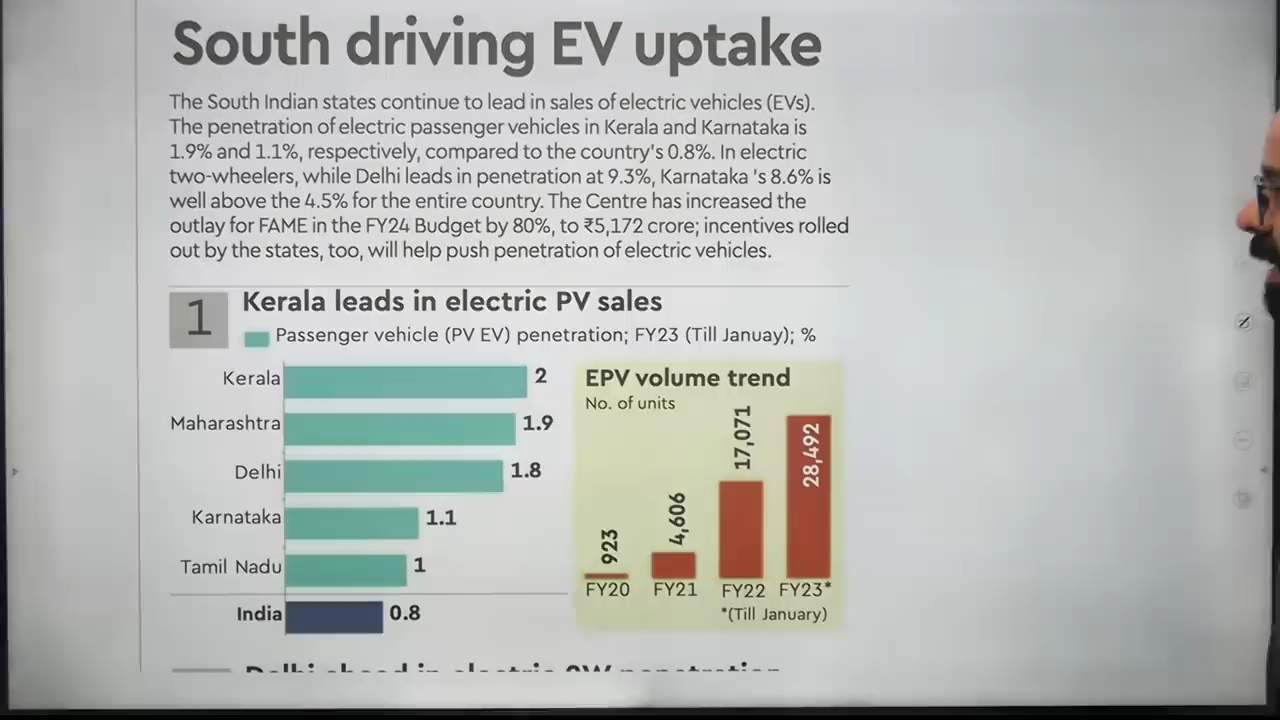 South driving EV uptake
The South Indian states continue to lead in sales of electric vehicles (EVs).
The penetration of electric passenger vehicles in Kerala and Karnataka is
1.9% and 1.1%, respectively, compared to the country's 0.8%. In electric
two-wheelers, while Delhi leads in penetration at 9.3%, Karnataka 's 8.6% is
well above the 4.5% for the entire country. The Centre has increased the
outlay for FAME in the FY24 Budget by 80%, to ₹5,172 crore; incentives rolled
out by the states, too, will help push penetration of electric vehicles.
1
Kerala leads in electric PV sales
Passenger vehicle (PV EV) penetration; FY23 (Till Januay); %
Kerala 2
Maharashtra 1.9
Delhi 1.8
Karnataka 1.1
Tamil Nadu 1
India 0.8
EPV volume trend
No. of units
923 4,606 17,071 28,492
FY20 FY21 FY22 FY23*
*(Till January)
Delhi ahead in electric 2W penetration